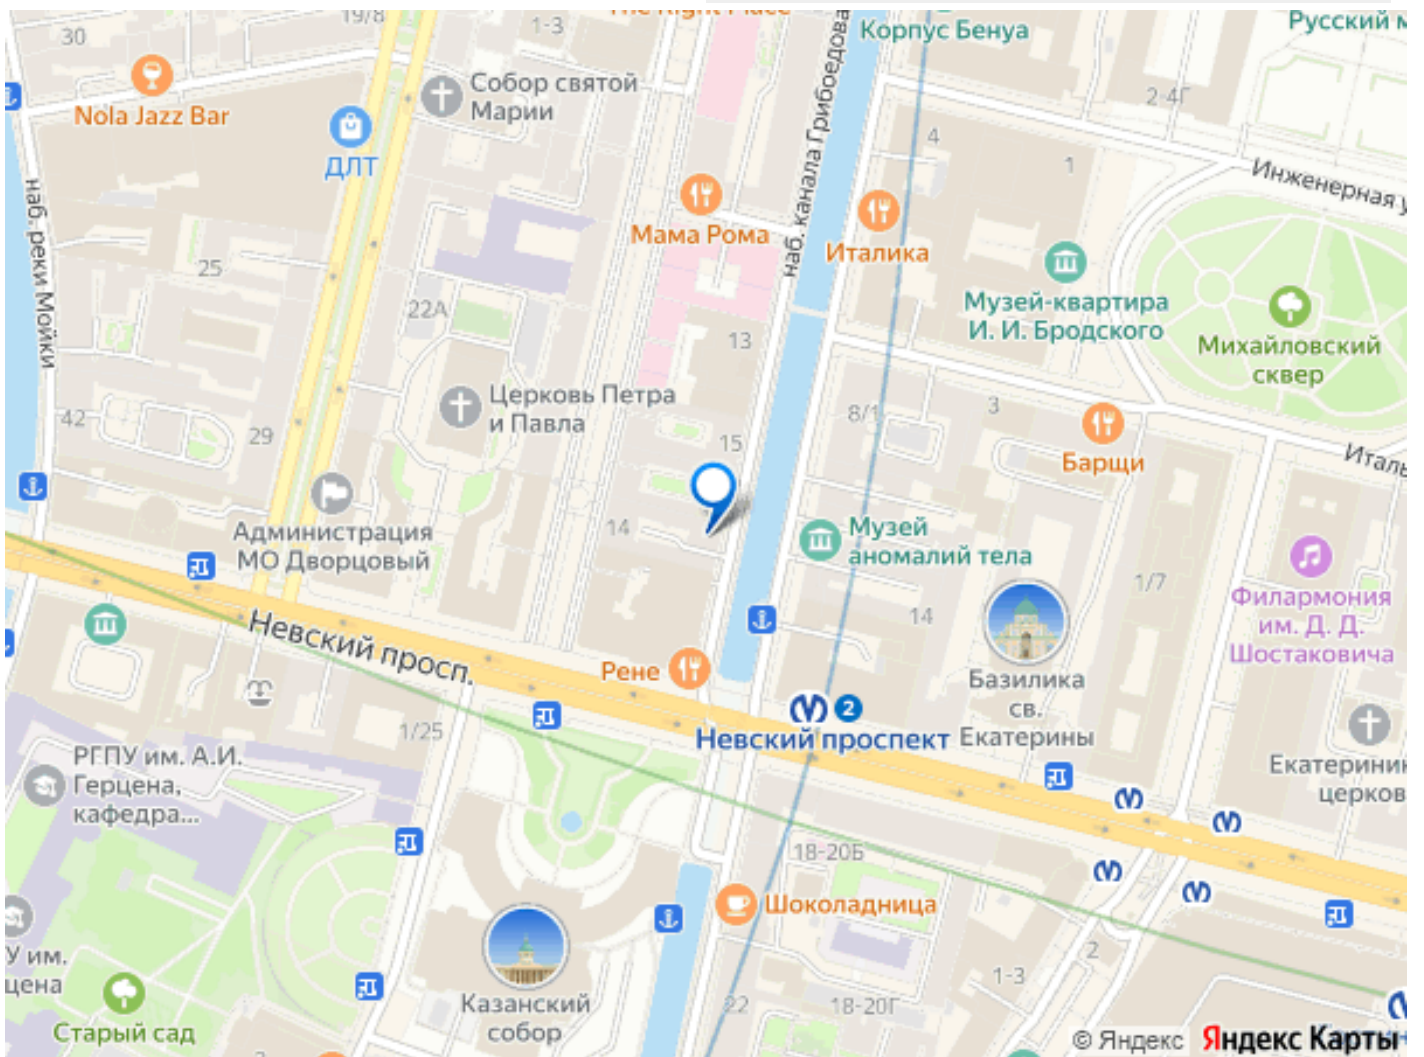 19/8
1-3
The Right Place
Корпус Бенуа
Русский м
30
Nola Jazz Bar
ДЛТ
Собор святой
Марии
наб. канала Грибоедова
2-4Г
4
1
Инженерная у
наб. реки Мойки
Мама Рома
Италика
25
22А
13
Музей-квартира
И. И. Бродского
Михайловский
сквер
Церковь Петра
и Павла
42
29
15
8/1
3
Барщи
Италь
14
Администрация
МО Дворцовый
Музей
аномалий тела
1/7
14
Филармония
им. Д. Д.
Шостаковича
Невский просп.
Рене
Базилика
св.
Екатерины
2
Невский проспект
1/25
РГПУ им. А.И.
Герцена,
кафедра...
Екатеринин
церков
18-20Б
Шоколадница
У им.
цена
Старый сад
Казанский
собор
2
1-3
22
18-20Г
© Яндекс Яндекс Карты